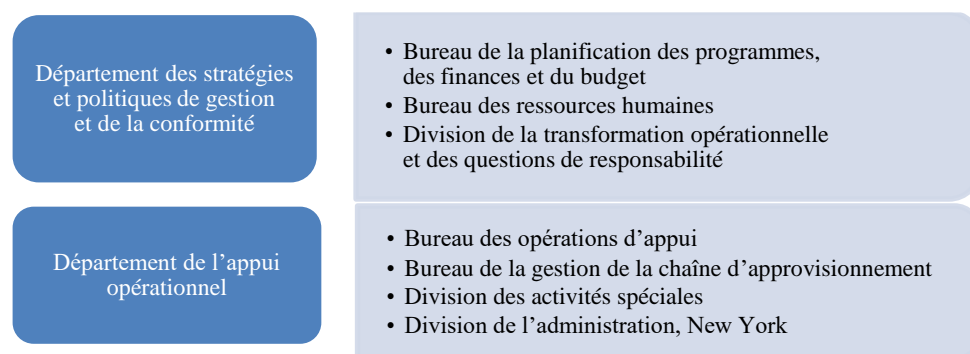 Département des stratégies
et politiques de gestion
et de la conformité
• Bureau de la planification des programmes,
des finances et du budget
• Bureau des ressources humaines
• Division de la transformation opérationnelle
et des questions de responsabilité
Département de l’appui
opérationnel
• Bureau des opérations d’appui
• Bureau de la gestion de la chaîne d’approvisionnement
• Division des activités spéciales
• Division de l’administration, New York